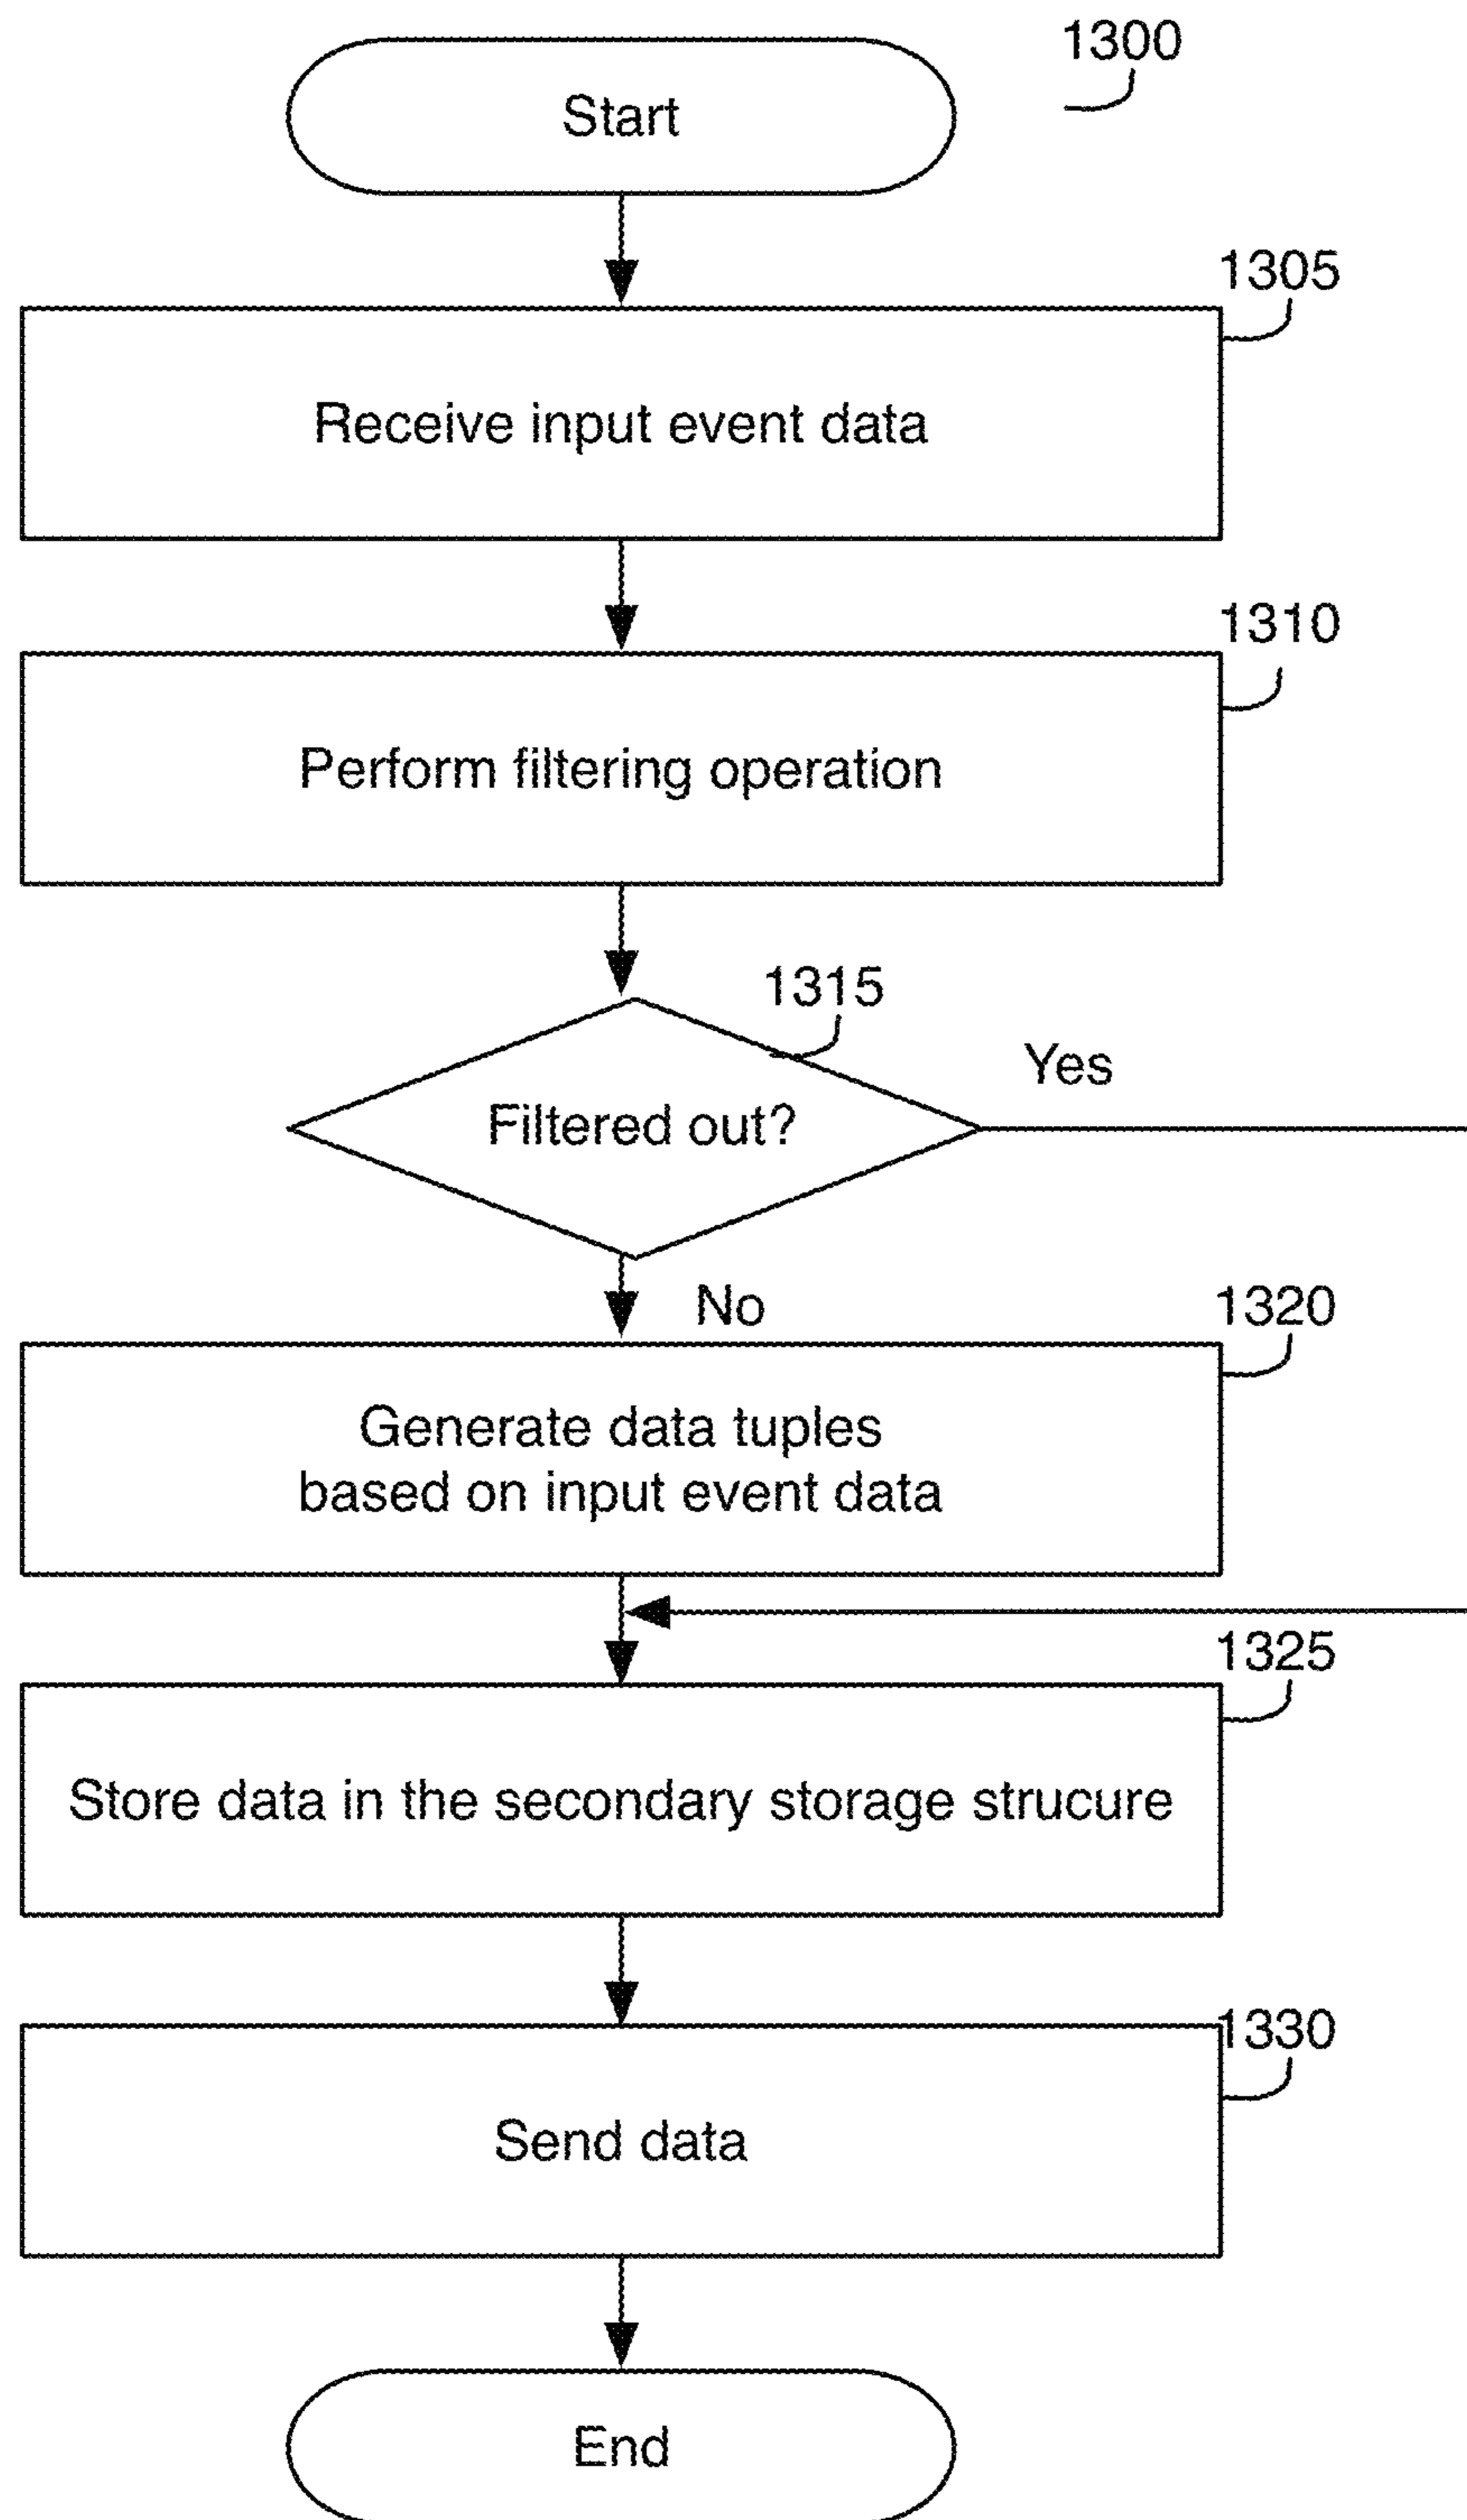 1300
Start
1305
Receive input event data
1310
Perform filtering operation
1315
Yes
Filtered out?
No
1320
Generate data tuples
based on input event data
1325
Store data in the secondary storage strucure
1330
Send data
End